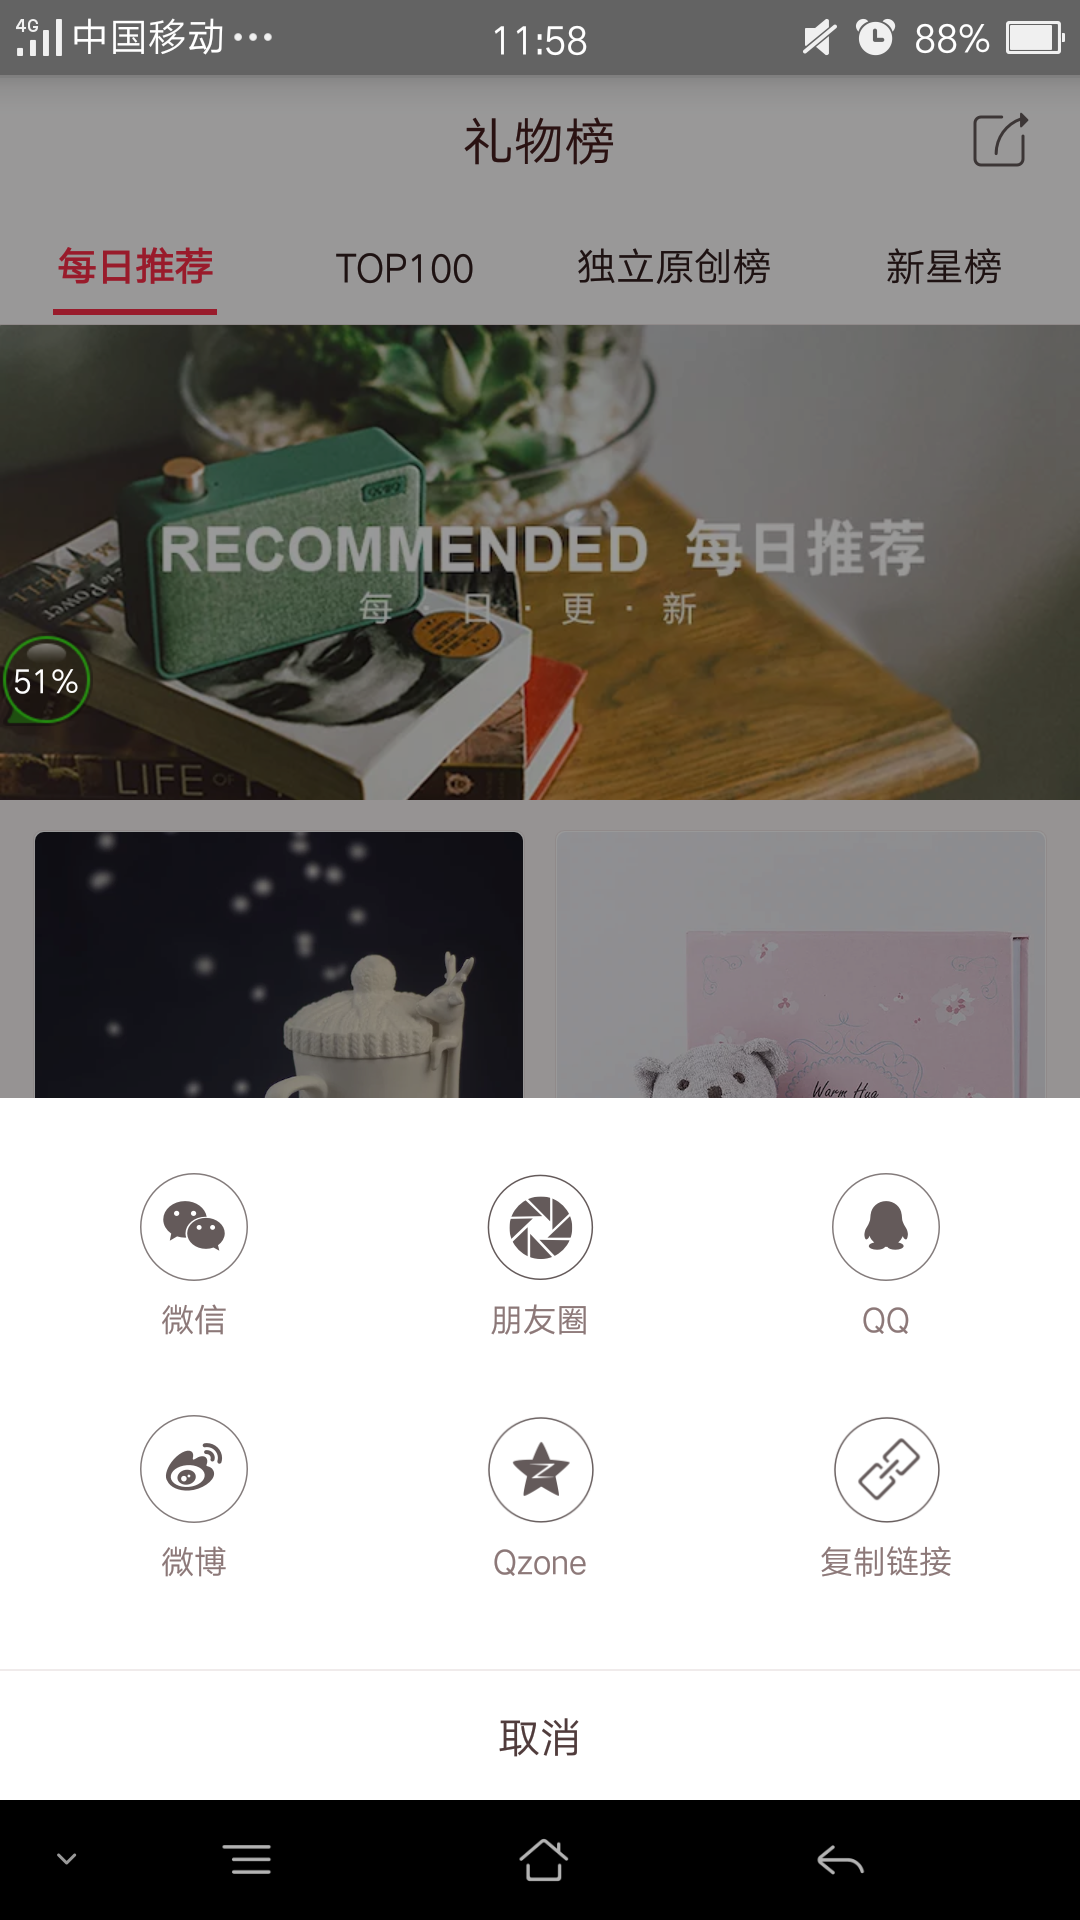 4G 中国移动 ••• 11:58 88%
礼物榜
每日推荐 TOP100 独立原创榜 新星榜
RECOMMENDED 每日推荐
每·日·更·新
51%
LIFE OF
Warm Hug
微信 朋友圈 QQ
微博 Qzone 复制链接
取消